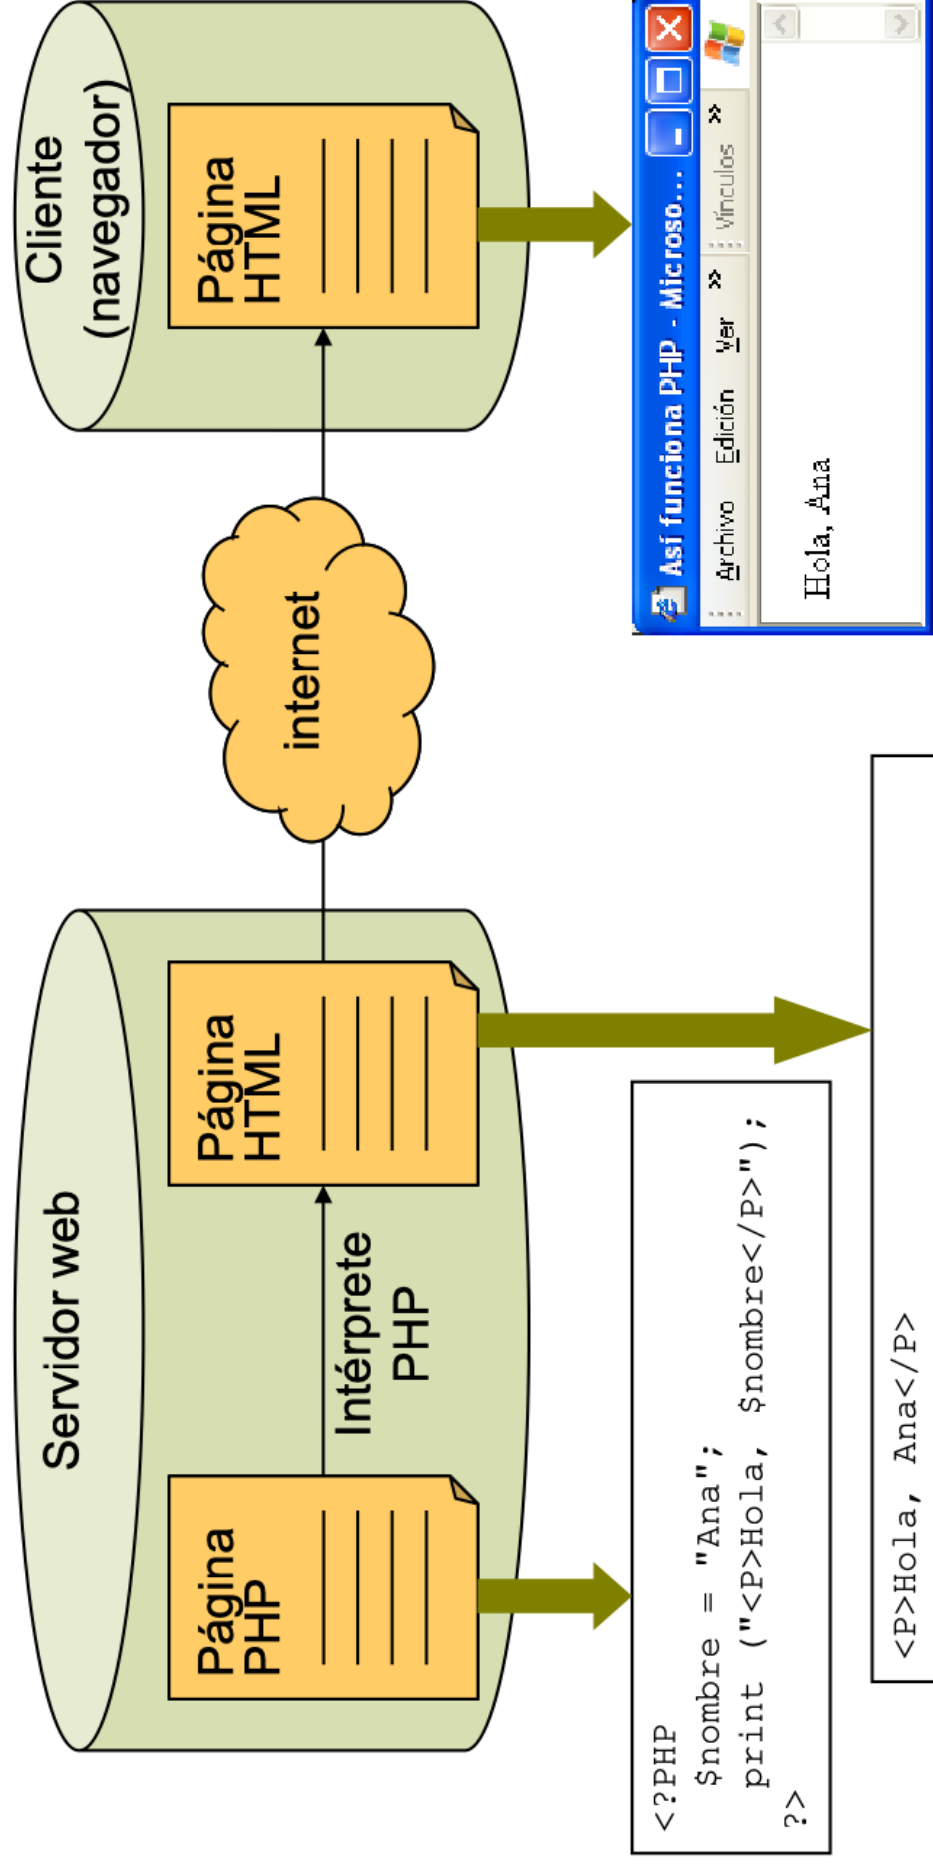 Servidor web
Cliente
(navegador)
Página
PHP
Intérprete
PHP
Página
HTML
internet
Página
HTML
<?PHP
$nombre = "Ana";
print ("<P>Hola, $nombre</P>");
?>
<P>Hola, Ana</P>
Así funciona PHP - Microso...
Archivo Edición Ver » Vínculos »
Hola, Ana